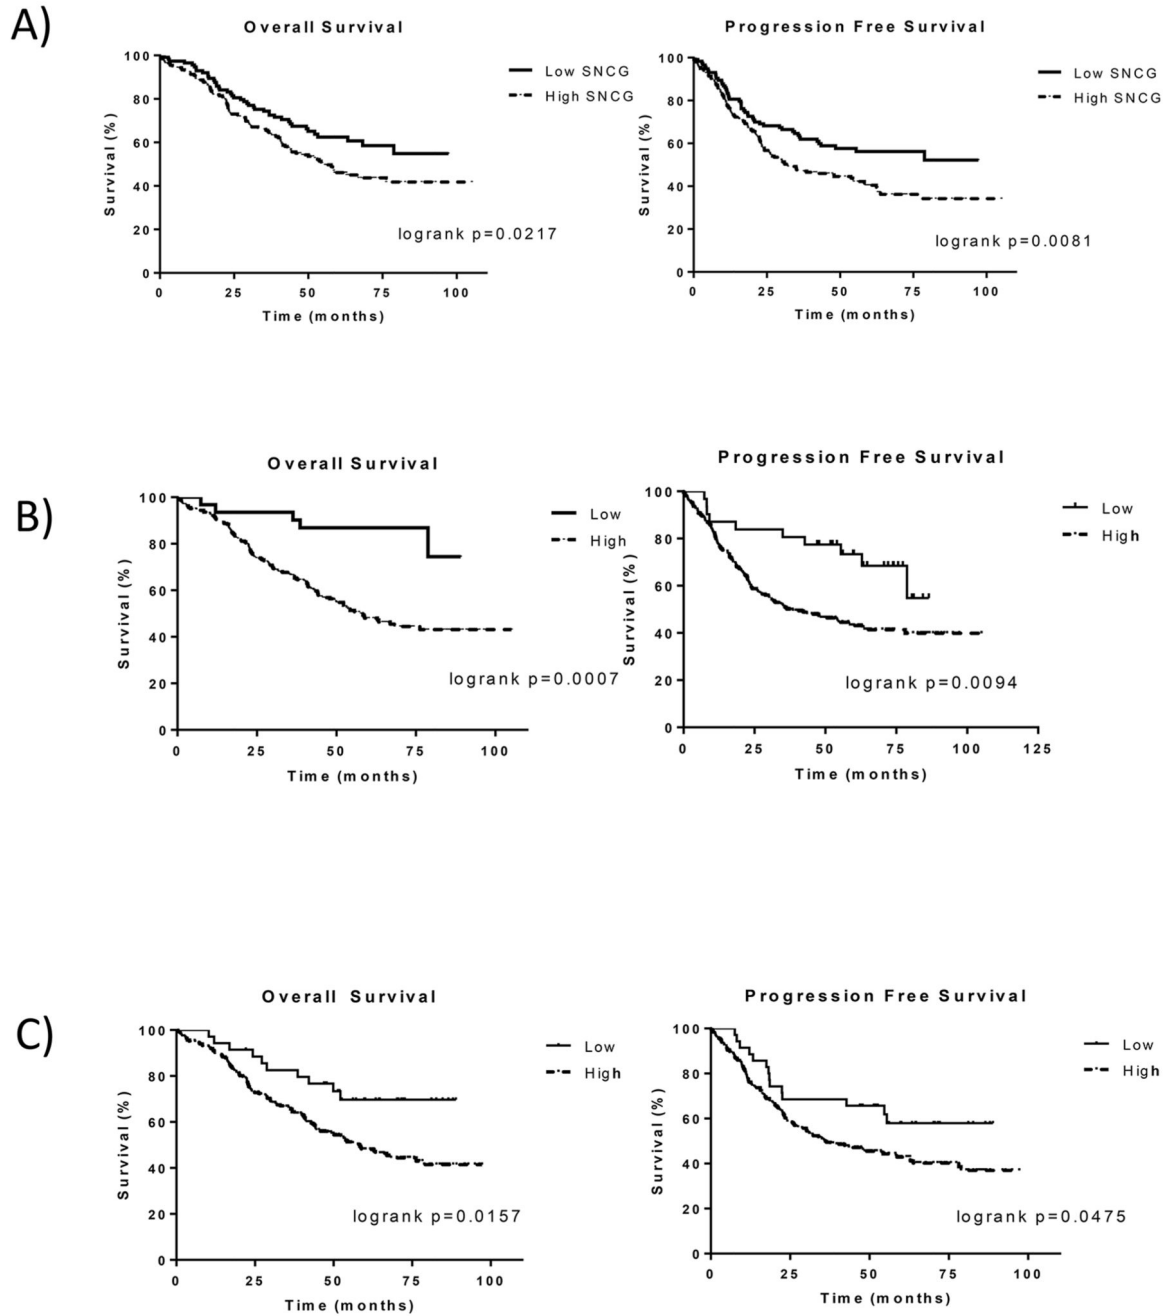 A)
Overall Survival
Survival (%)
100
80
60
40
20
0
0 25 50 75 100
Time (months)
Low SNCG
High SNCG
logrank p=0.0217
Progression Free Survival
Survival (%)
100
80
60
40
20
0
0 25 50 75 100
Time (months)
Low SNCG
High SNCG
logrank p=0.0081
B)
Overall Survival
Survival (%)
100
80
60
40
20
0
0 25 50 75 100
Time (months)
Low
High
logrank p=0.0007
Progression Free Survival
Survival (%)
100
80
60
40
20
0
0 25 50 75 100 125
Time (months)
Low
High
logrank p=0.0094
C)
Overall Survival
Survival (%)
100
80
60
40
20
0
0 25 50 75 100
Time (months)
Low
High
logrank p=0.0157
Progression Free Survival
Survival (%)
100
80
60
40
20
0
0 25 50 75 100
Time (months)
Low
High
logrank p=0.0475